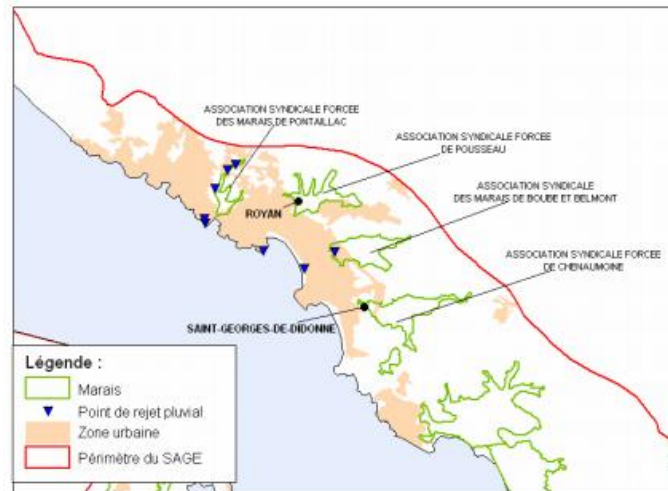 ASSOCIATION SYNDICALE FORCEE
DES MARAIS DE PONTAILLAC
ASSOCIATION SYNDICALE FORCEE
DE POUSSEAU
ASSOCIATION SYNDICALE
DES MARAIS DE BOUBE ET BELMONT
ROYAN
ASSOCIATION SYNDICALE FORCEE
DE CHENAUMOINE
SAINT-GEORGES-DE-DIDONNE
Légende :
Marais
Point de rejet pluvial
Zone urbaine
Périmètre du SAGE